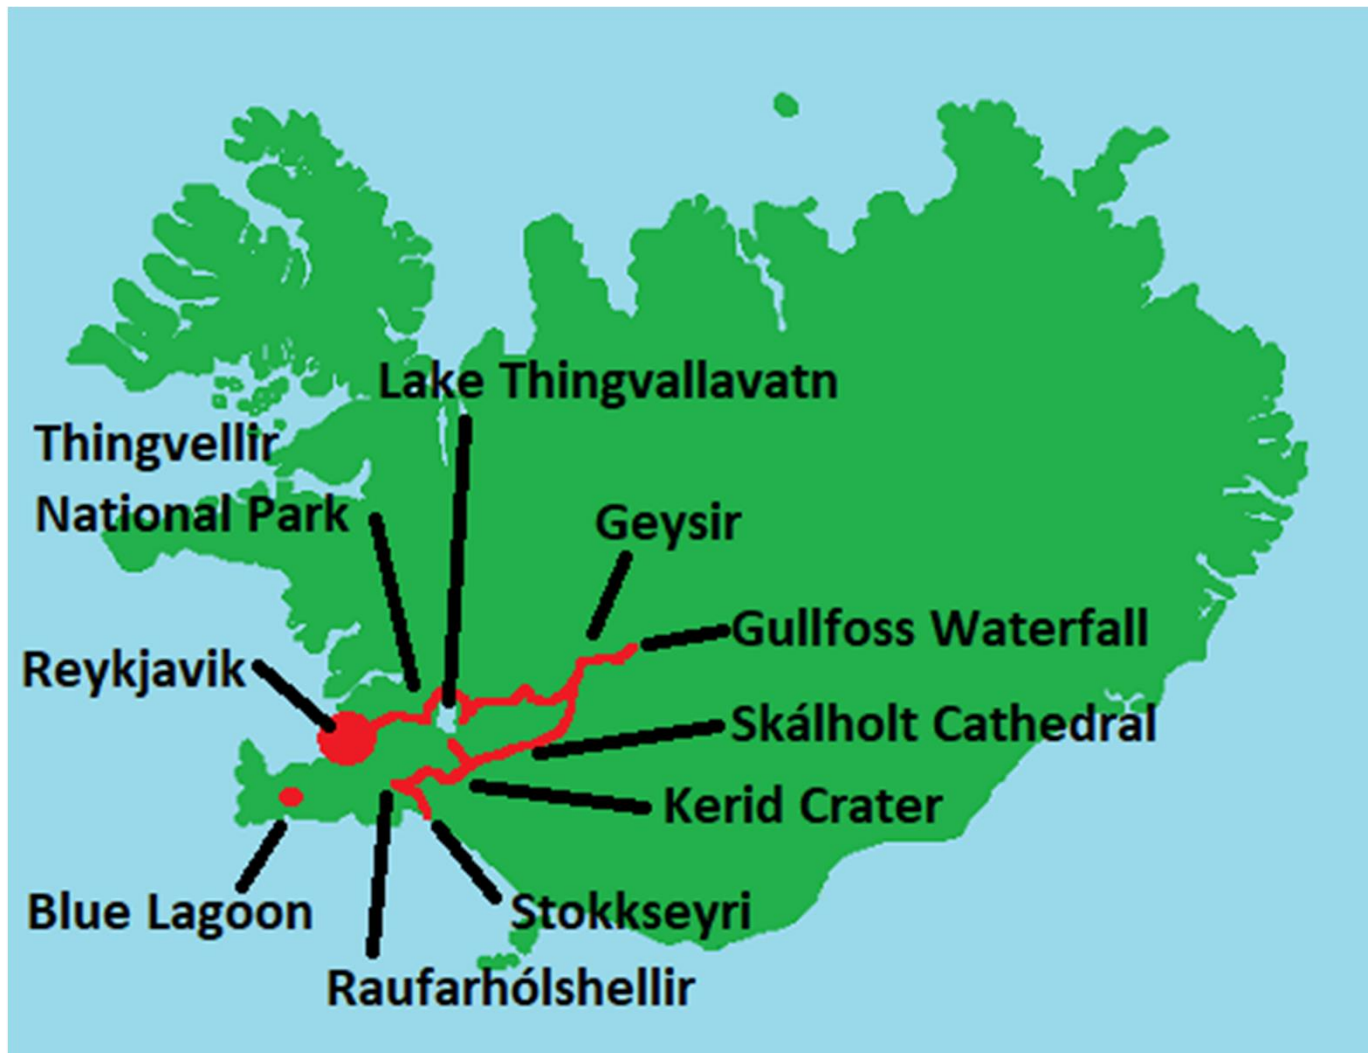 Lake Thingvallavatn
Thingvellir
National Park
Geysir
Gullfoss Waterfall
Reykjavik
Skálholt Cathedral
Kerid Crater
Blue Lagoon
Stokkseyri
Raufarhólshellir